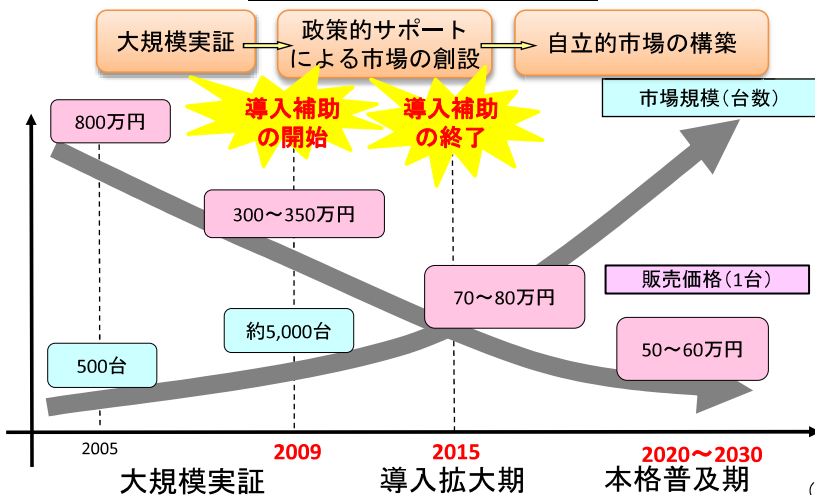 大規模実証
政策的サポート
による市場の創設
自立的市場の構築
導入補助
の開始
導入補助
の終了
市場規模（台数）
800万円
300～350万円
70～80万円
販売価格（1台）
約5,000台
500台
50～60万円
2005
2009
2015
2020～2030
大規模実証
導入拡大期
本格普及期
（